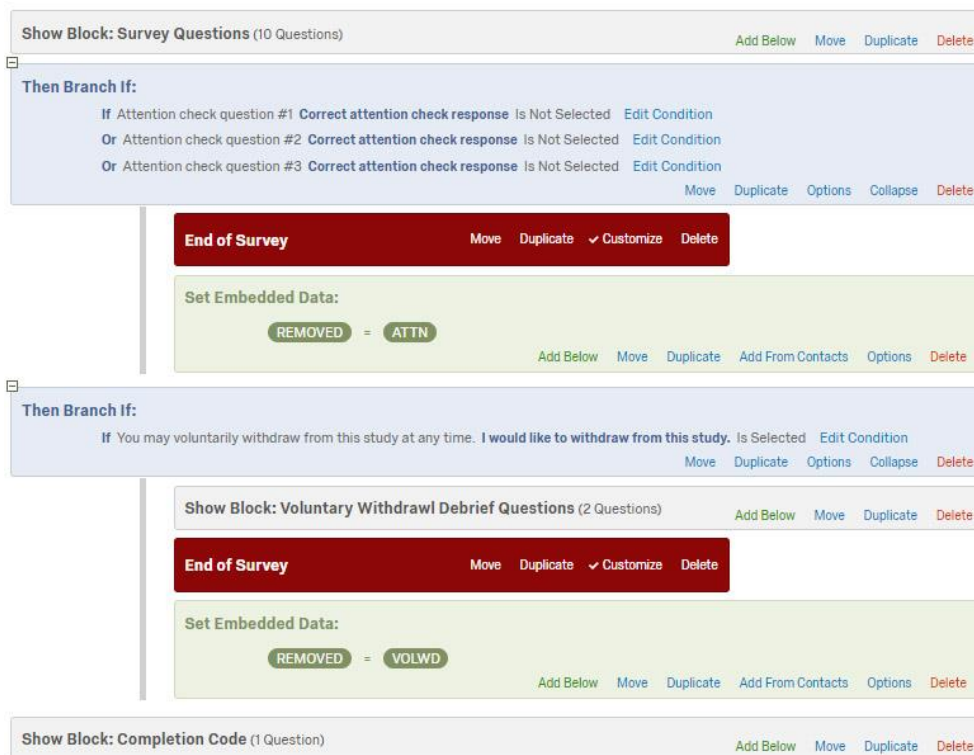 Show Block: Survey Questions (10 Questions) Add Below Move Duplicate Delete
Then Branch If:
If Attention check question #1 Correct attention check response Is Not Selected Edit Condition
Or Attention check question #2 Correct attention check response Is Not Selected Edit Condition
Or Attention check question #3 Correct attention check response Is Not Selected Edit Condition
Move Duplicate Options Collapse Delete
End of Survey Move Duplicate ✓ Customize Delete
Set Embedded Data:
REMOVED = ATTN
Add Below Move Duplicate Add From Contacts Options Delete
Then Branch If:
If You may voluntarily withdraw from this study at any time. I would like to withdraw from this study. Is Selected Edit Condition
Move Duplicate Options Collapse Delete
Show Block: Voluntary Withdrawl Debrief Questions (2 Questions) Add Below Move Duplicate Delete
End of Survey Move Duplicate ✓ Customize Delete
Set Embedded Data:
REMOVED = VOLWD
Add Below Move Duplicate Add From Contacts Options Delete
Show Block: Completion Code (1 Question) Add Below Move Duplicate Delete